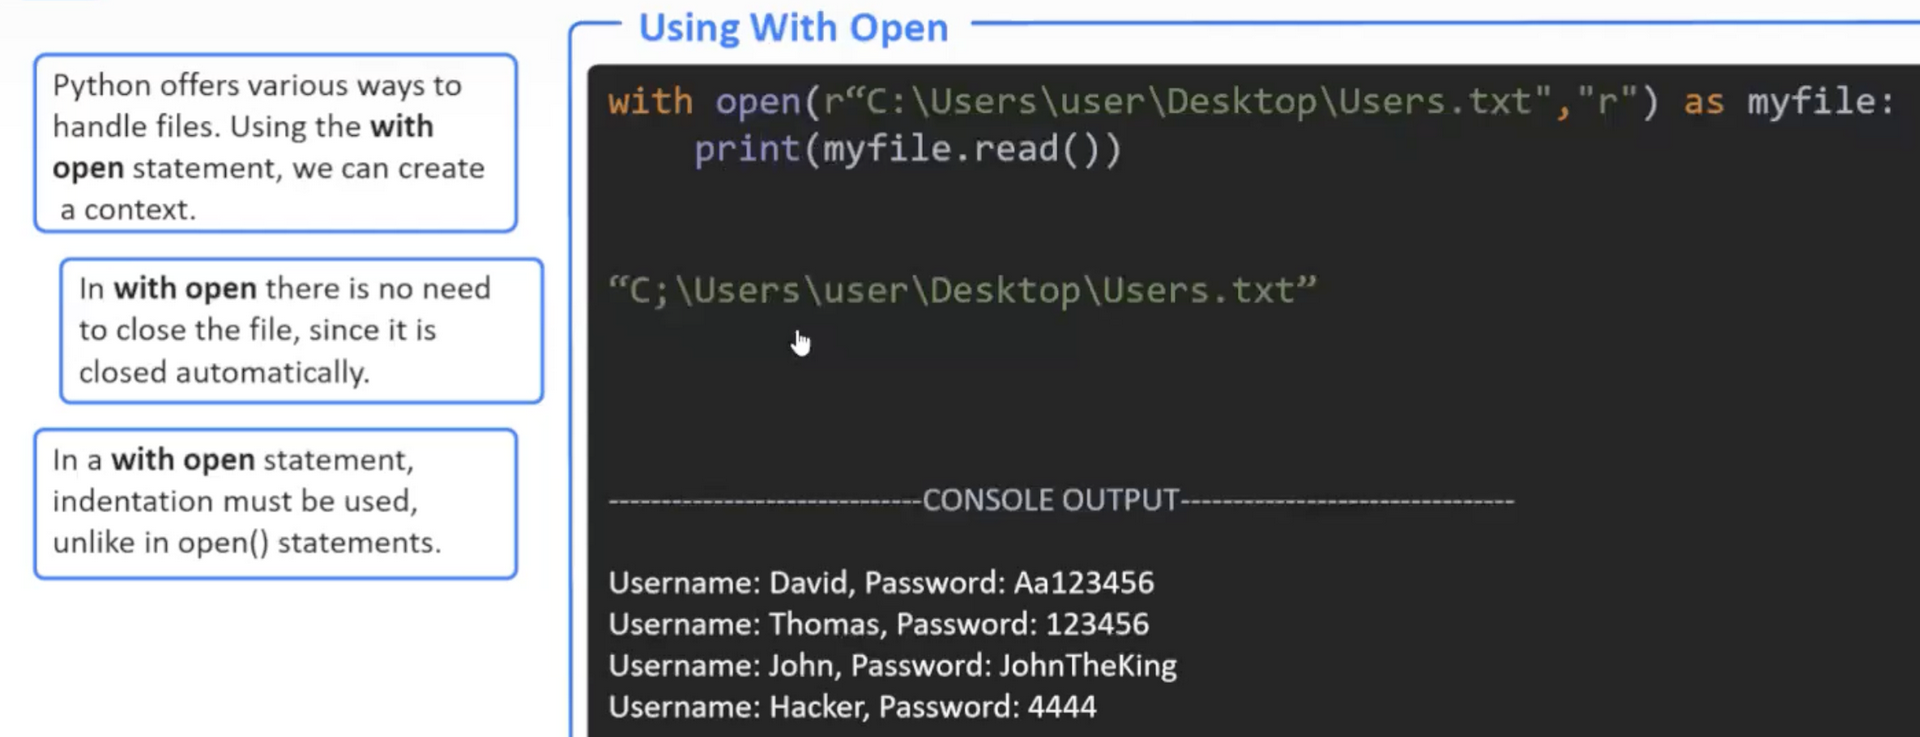 Using With Open
Python offers various ways to
handle files. Using the with
open statement, we can create
a context.
In with open there is no need
to close the file, since it is
closed automatically.
In a with open statement,
indentation must be used,
unlike in open() statements.
with open(r“C:\Users\user\Desktop\Users.txt","r") as myfile:
    print(myfile.read())
“C;\Users\user\Desktop\Users.txt”
------------------------------CONSOLE OUTPUT--------------------------------
Username: David, Password: Aa123456
Username: Thomas, Password: 123456
Username: John, Password: JohnTheKing
Username: Hacker, Password: 4444